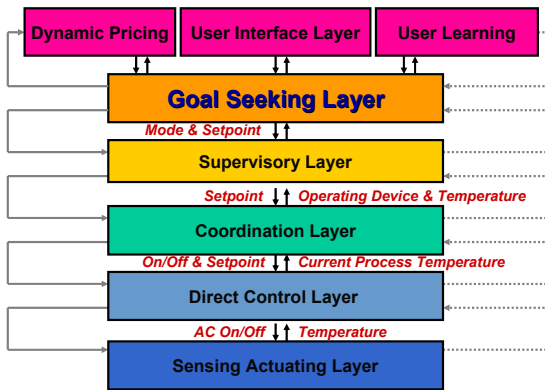 Dynamic Pricing
User Interface Layer
User Learning
Goal Seeking Layer
Mode & Setpoint
Supervisory Layer
Setpoint
Operating Device & Temperature
Coordination Layer
On/Off & Setpoint
Current Process Temperature
Direct Control Layer
AC On/Off
Temperature
Sensing Actuating Layer